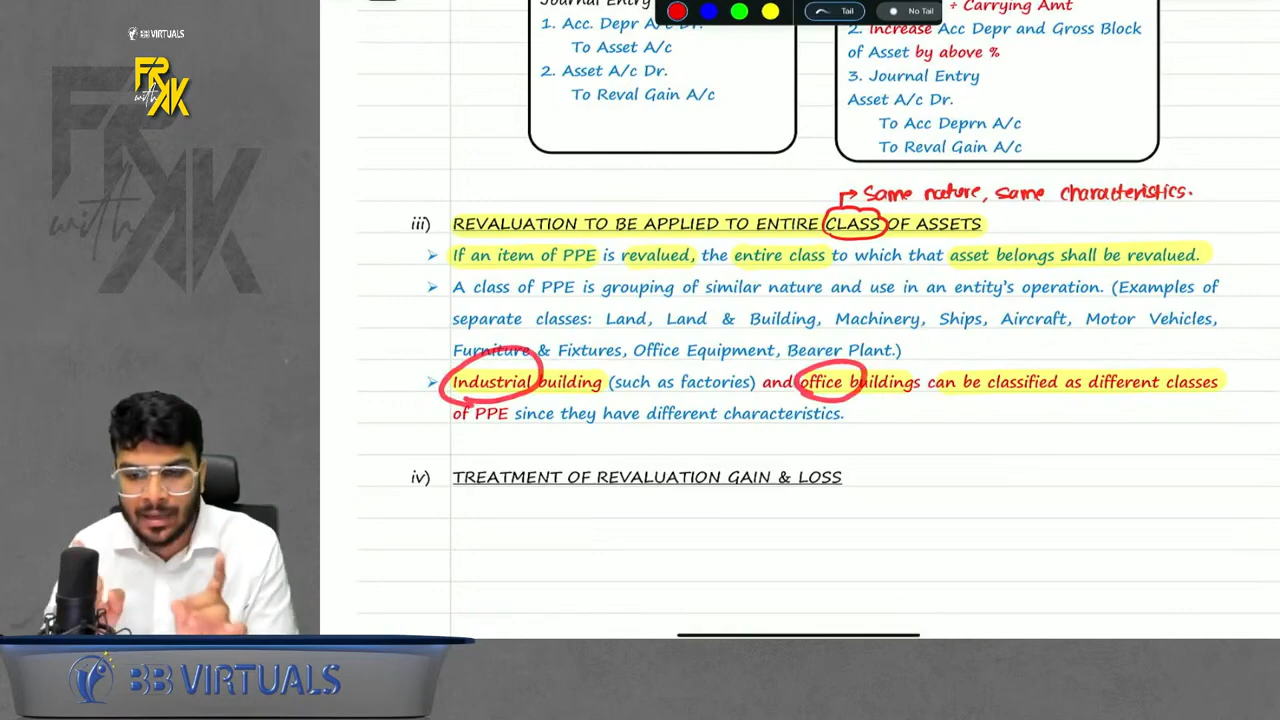 BB VIRTUALS
FR
with
AK
FR
with
AK
Journal Entry
1. Acc. Depr A/c Dr.
To Asset A/c
2. Asset A/c Dr.
To Reval Gain A/c
Tail
No Tail
÷ Carrying Amt
2. Increase Acc Depr and Gross Block
of Asset by above %
3. Journal Entry
Asset A/c Dr.
To Acc Deprn A/c
To Reval Gain A/c
Same nature, same characteristics.
iii) REVALUATION TO BE APPLIED TO ENTIRE CLASS OF ASSETS
➢ If an item of PPE is revalued, the entire class to which that asset belongs shall be revalued.
➢ A class of PPE is grouping of similar nature and use in an entity's operation. (Examples of
separate classes: Land, Land & Building, Machinery, Ships, Aircraft, Motor Vehicles,
Furniture & Fixtures, Office Equipment, Bearer Plant.)
➢ Industrial building (such as factories) and office buildings can be classified as different classes
of PPE since they have different characteristics.
iv) TREATMENT OF REVALUATION GAIN & LOSS
BB VIRTUALS